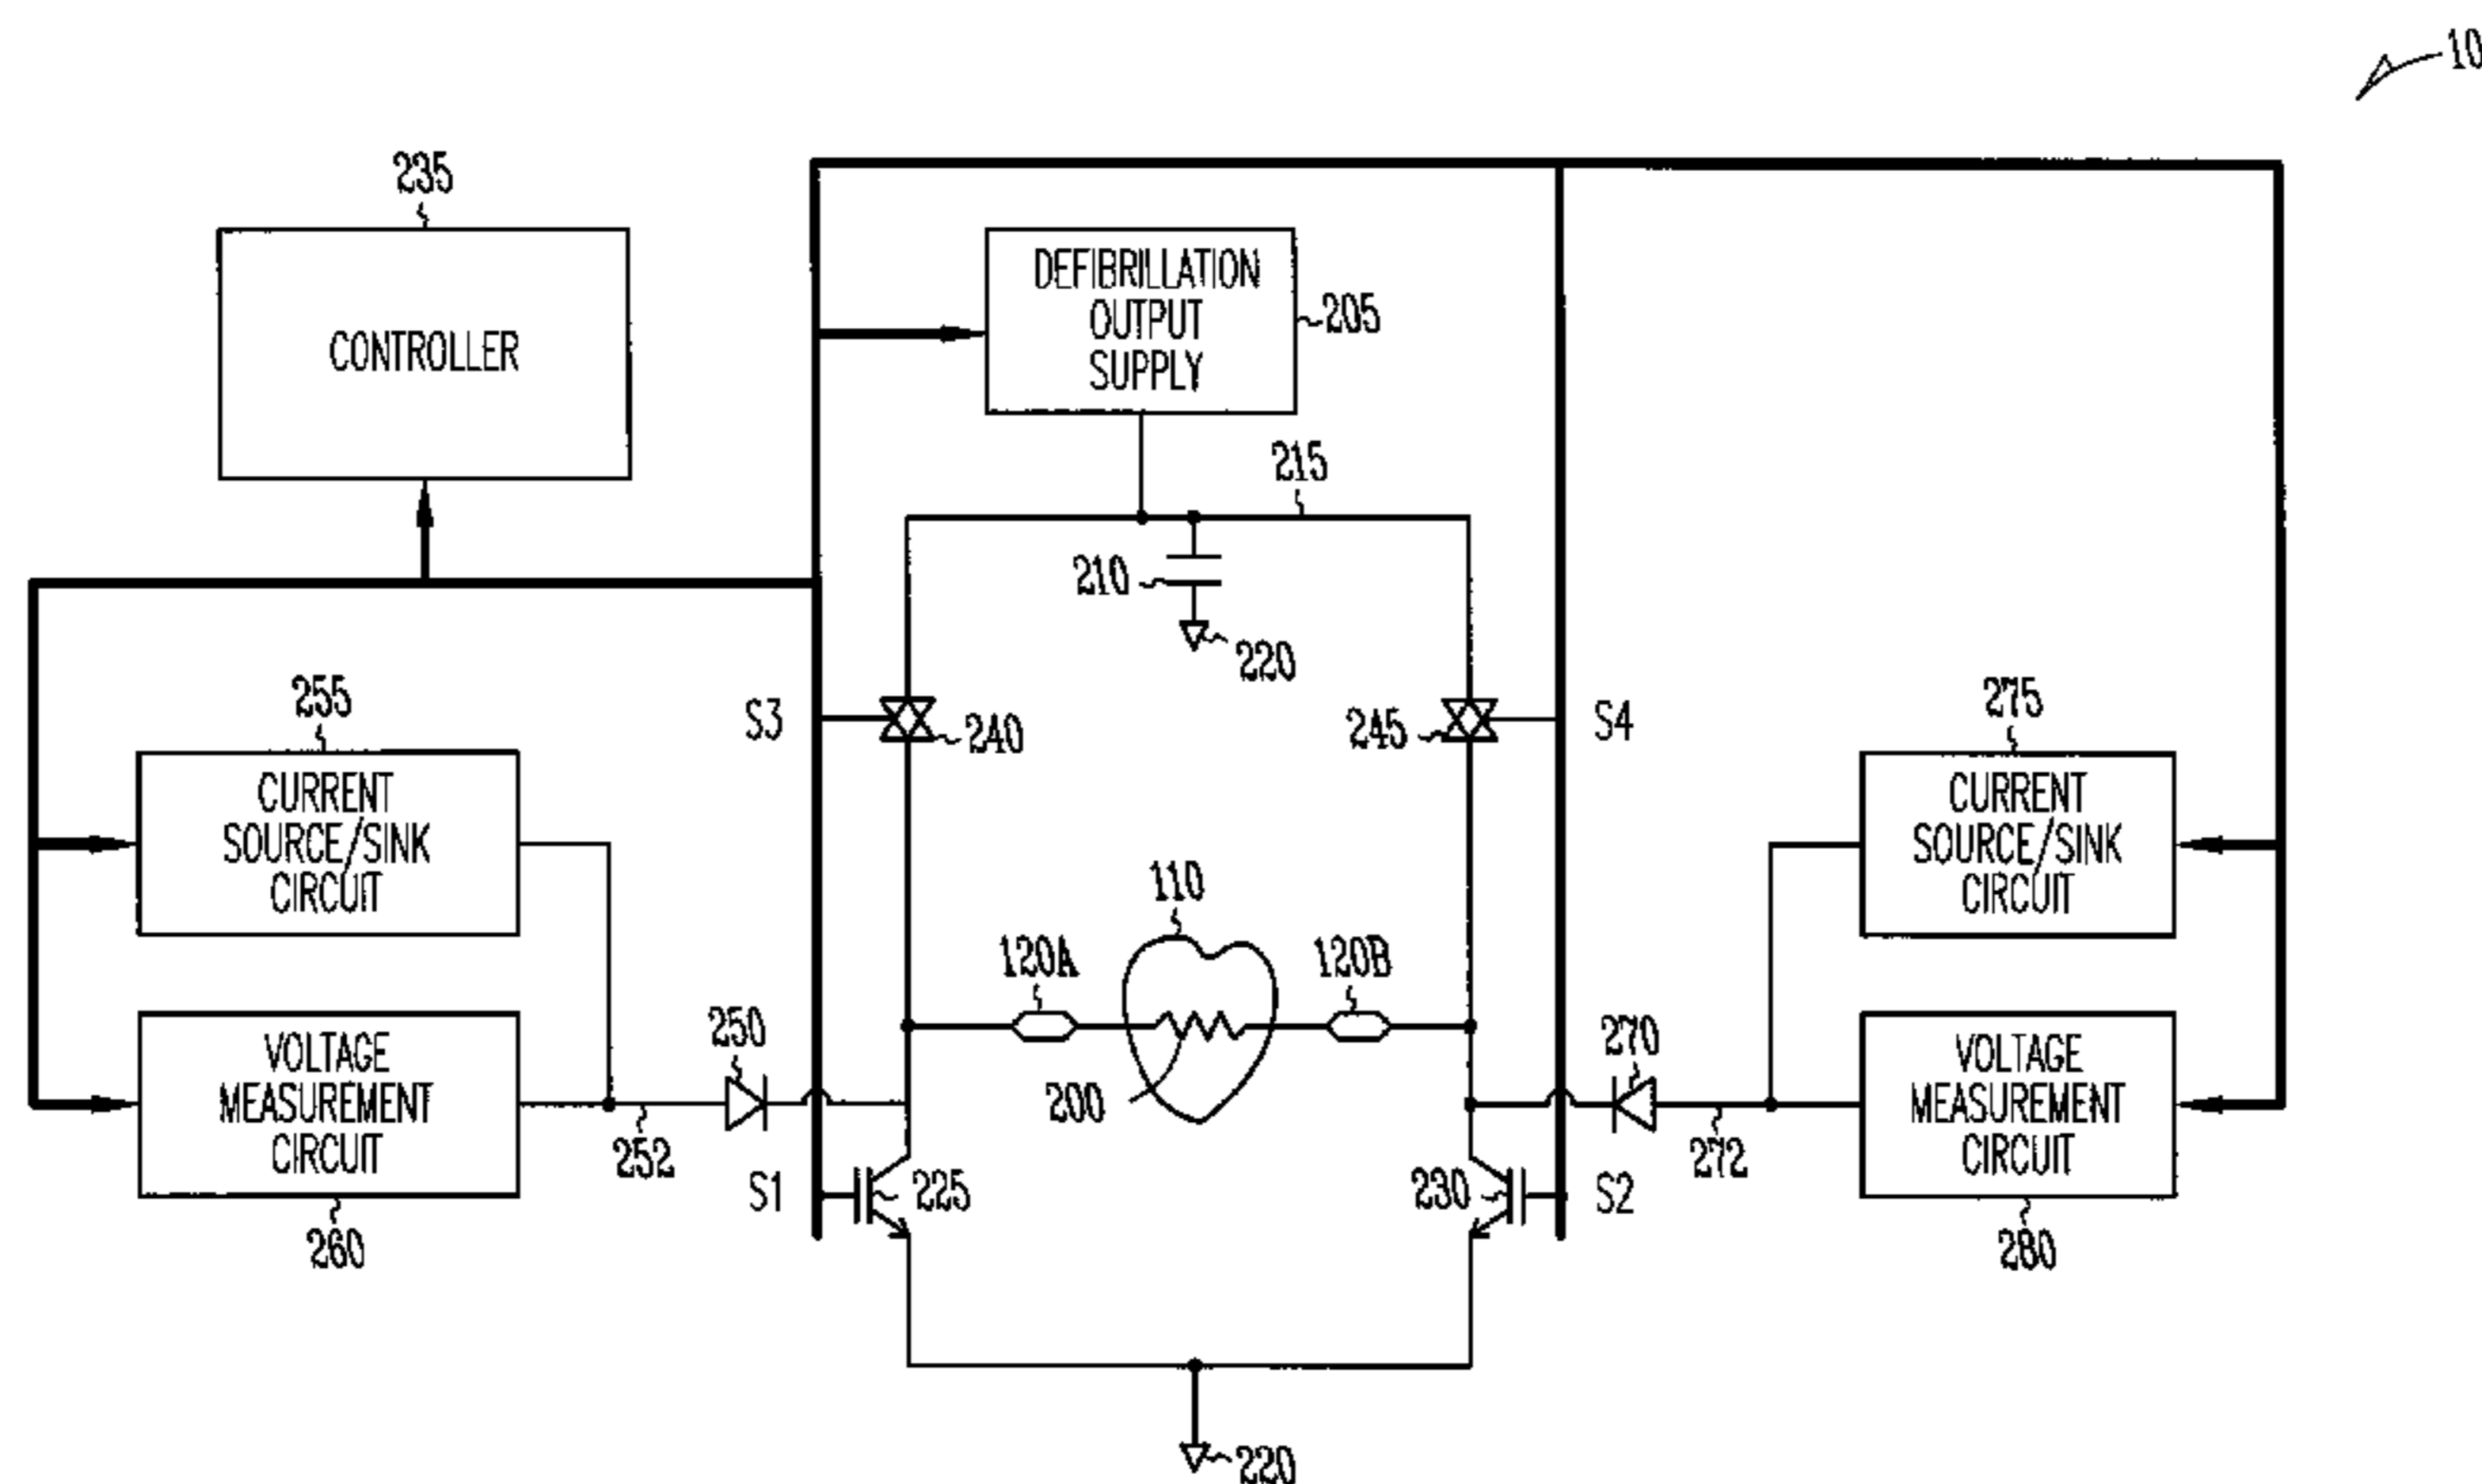 10
235
CONTROLLER
DEFIBRILLATION
OUTPUT
SUPPLY
205
215
210
220
S3
240
245
S4
255
CURRENT
SOURCE/SINK
CIRCUIT
275
CURRENT
SOURCE/SINK
CIRCUIT
110
120A
120B
200
250
270
VOLTAGE
MEASUREMENT
CIRCUIT
252
260
VOLTAGE
MEASUREMENT
CIRCUIT
272
280
S1
225
230
S2
220